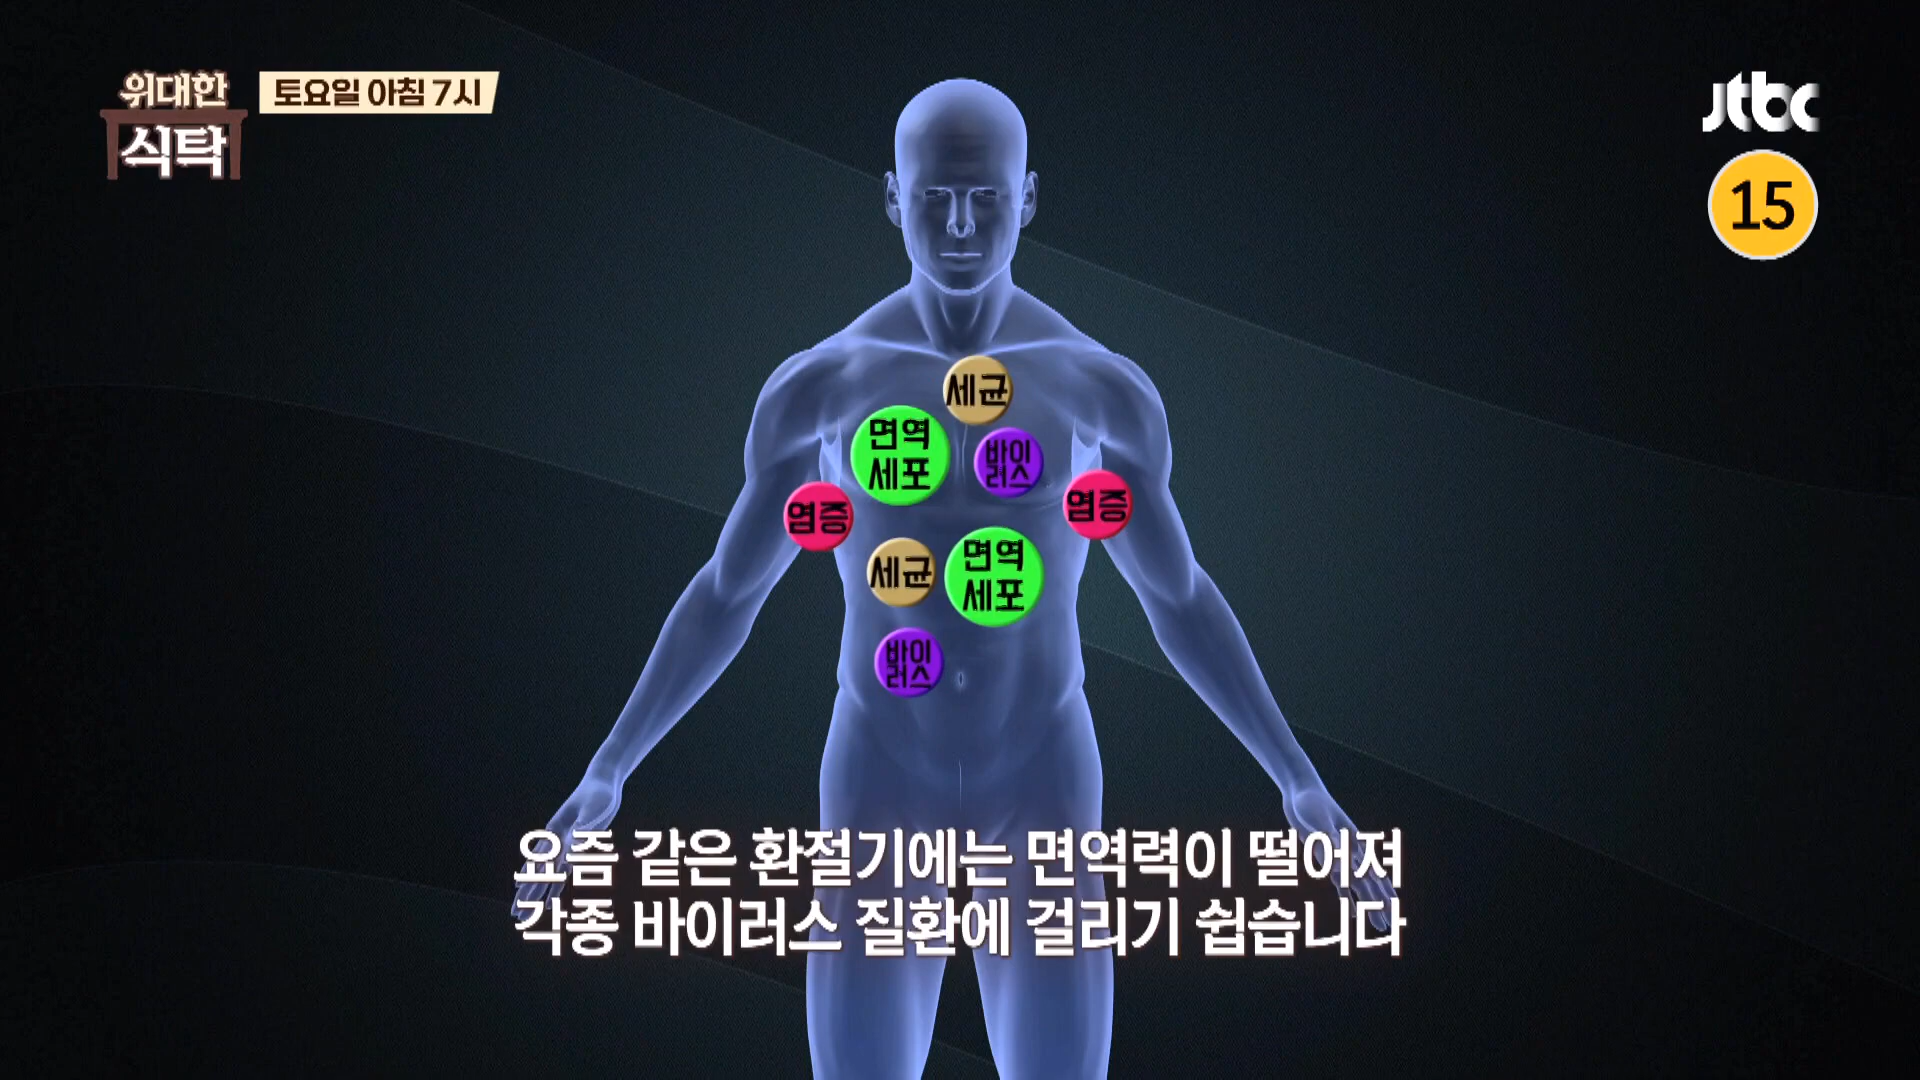 위대한
식탁
토요일 아침 7시
jtbc
15
세균
면역
세포
바이
러스
염증
염증
세균
면역
세포
바이
러스
요즘 같은 환절기에는 면역력이 떨어져
각종 바이러스 질환에 걸리기 쉽습니다